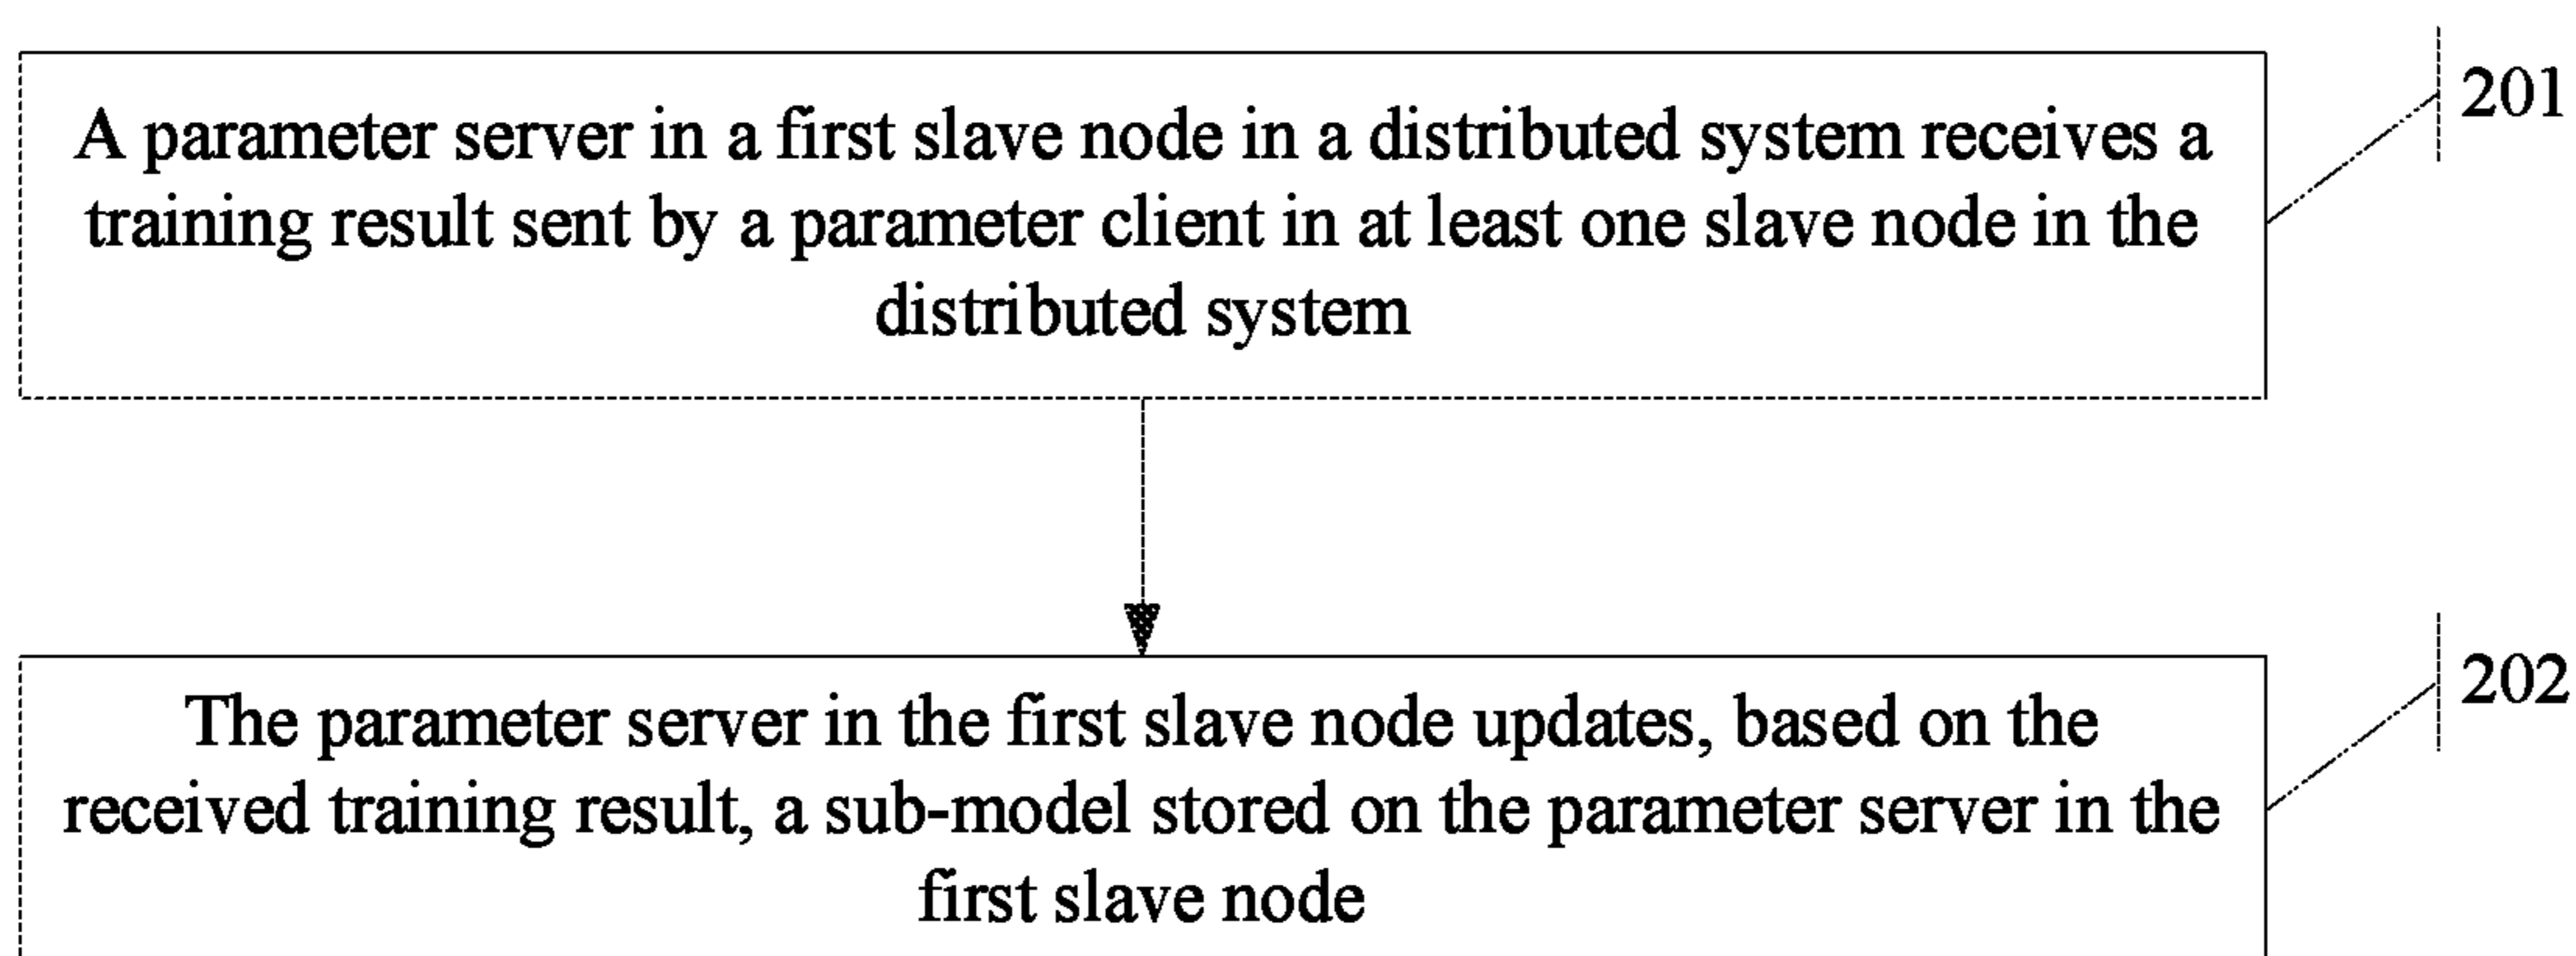 A parameter server in a first slave node in a distributed system receives a
training result sent by a parameter client in at least one slave node in the
distributed system
201
The parameter server in the first slave node updates, based on the
received training result, a sub-model stored on the parameter server in the
first slave node
202